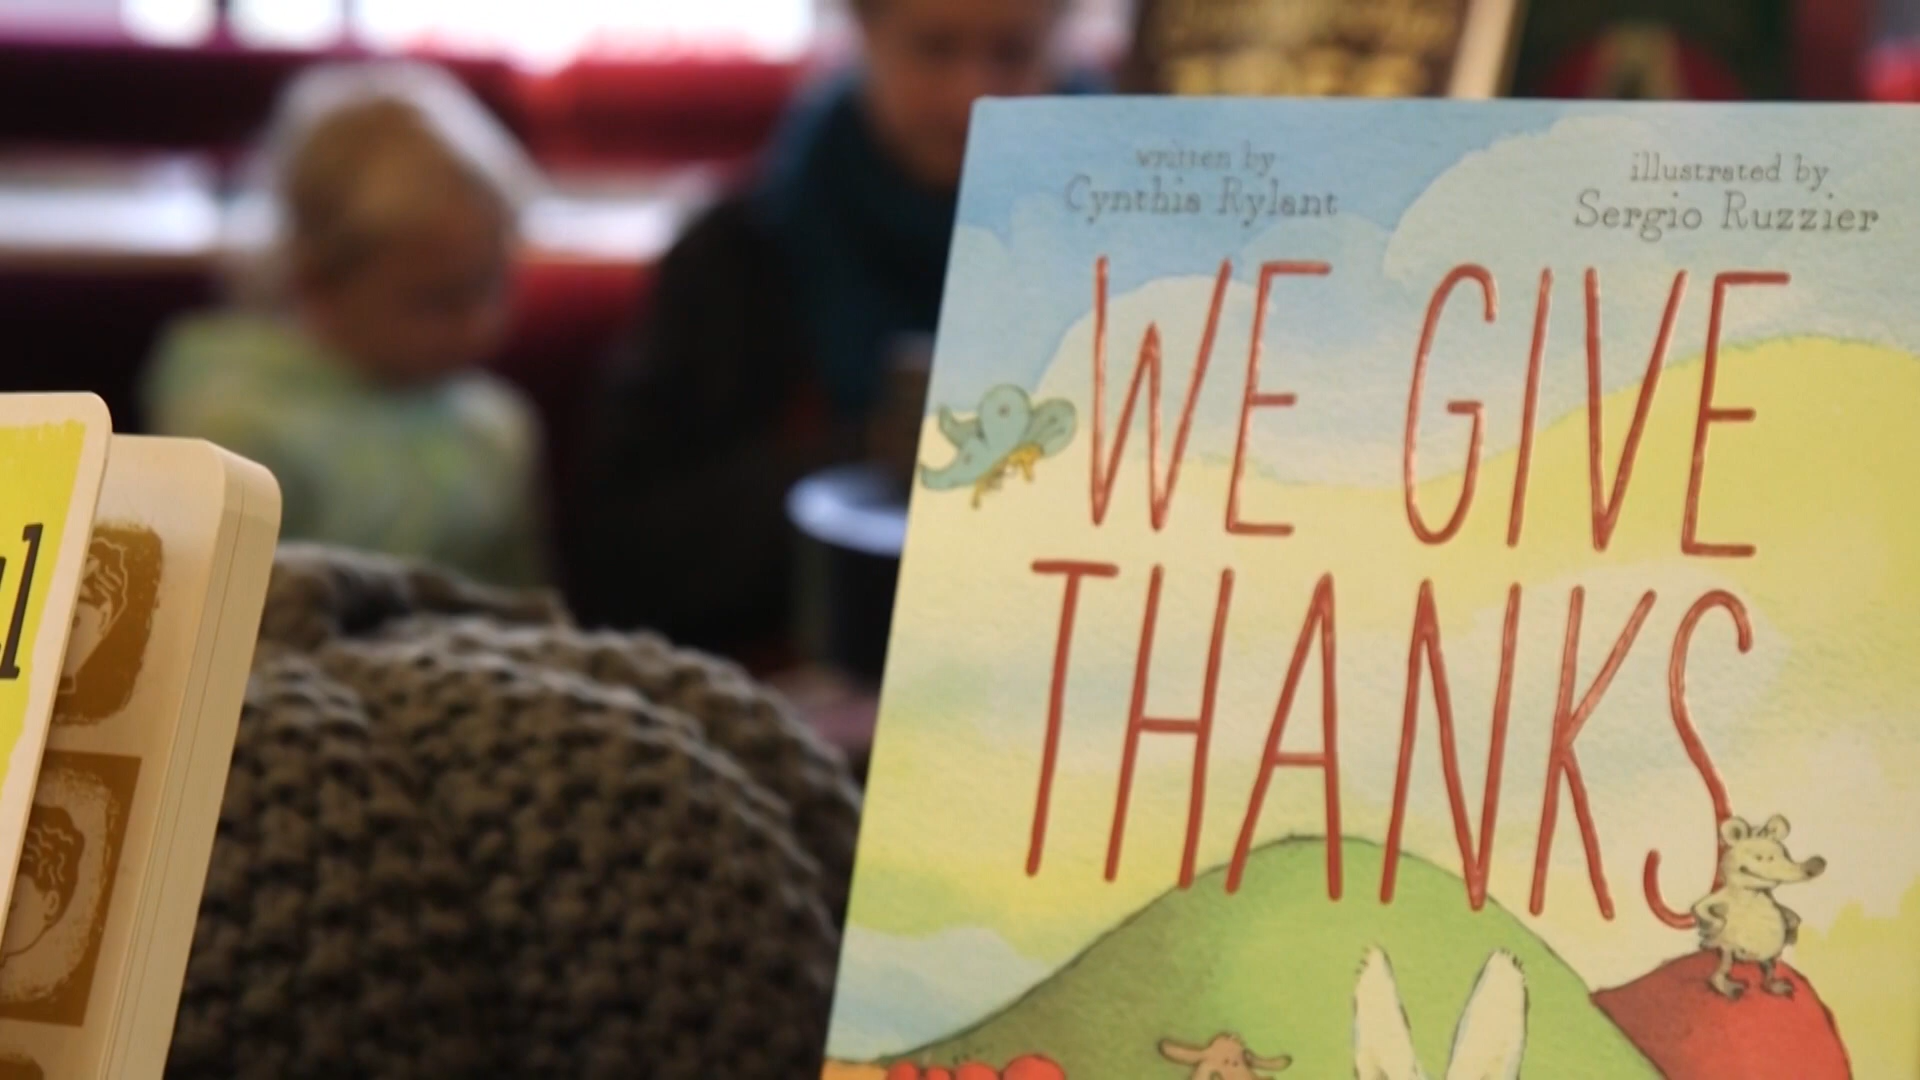 written by
Cynthia Rylant
illustrated by
Sergio Ruzzier
WE GIVE
THANKS